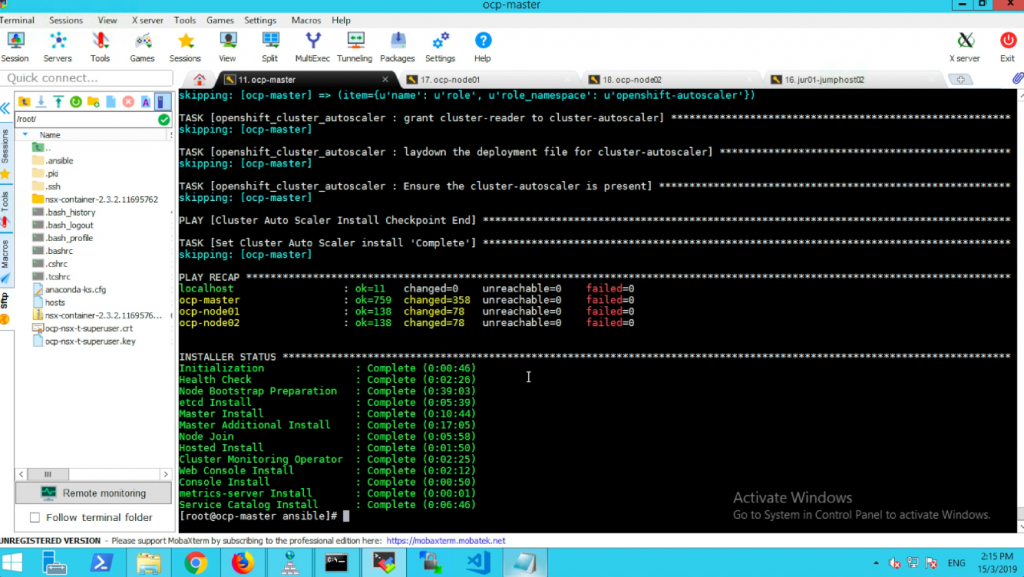 ocp-master
Terminal Sessions View X server Tools Games Settings Macros Help
Session Servers Tools Games Sessions View Split MultiExec Tunneling Packages Settings Help X server Exit
Quick connect...
11. ocp-master
17. ocp-node01
18. ocp-node02
16. jur01-jumphost02
/root/
Name
..
.ansible
.pki
.ssh
nsx-container-2.3.2.11695762
.bash_history
.bash_logout
.bash_profile
.bashrc
.cshrc
.tcshrc
anaconda-ks.cfg
hosts
nsx-container-2.3.2.1169576...
ocp-nsx-t-superuser.crt
ocp-nsx-t-superuser.key
Sessions
Tools
Macros
Sftp
Remote monitoring
Follow terminal folder
skipping: [ocp-master] => (item={u'name': u'role', u'role_namespace': u'openshift-autoscaler'})
TASK [openshift_cluster_autoscaler : grant cluster-reader to cluster-autoscaler] ******************************************************
skipping: [ocp-master]
TASK [openshift_cluster_autoscaler : laydown the deployment file for cluster-autoscaler] **********************************************
skipping: [ocp-master]
TASK [openshift_cluster_autoscaler : Ensure the cluster-autoscaler is present] ********************************************************
skipping: [ocp-master]
PLAY [Cluster Auto Scaler Install Checkpoint End] *************************************************************************************
TASK [Set Cluster Auto Scaler install 'Complete'] *************************************************************************************
skipping: [ocp-master]
PLAY RECAP ****************************************************************************************************************************
localhost : ok=11 changed=0 unreachable=0 failed=0
ocp-master : ok=759 changed=358 unreachable=0 failed=0
ocp-node01 : ok=138 changed=78 unreachable=0 failed=0
ocp-node02 : ok=138 changed=78 unreachable=0 failed=0
INSTALLER STATUS **********************************************************************************************************************
Initialization : Complete (0:00:46)
Health Check : Complete (0:02:26)
Node Bootstrap Preparation : Complete (0:39:03)
etcd Install : Complete (0:05:39)
Master Install : Complete (0:10:44)
Master Additional Install : Complete (0:17:05)
Node Join : Complete (0:05:58)
Hosted Install : Complete (0:01:50)
Cluster Monitoring Operator : Complete (0:02:25)
Web Console Install : Complete (0:02:12)
Console Install : Complete (0:00:50)
metrics-server Install : Complete (0:00:01)
Service Catalog Install : Complete (0:06:46)
[root@ocp-master ansible]#
Activate Windows
Go to System in Control Panel to activate Windows.
UNREGISTERED VERSION - Please support MobaXterm by subscribing to the professional edition here: https://mobaxterm.mobatek.net
ENG
2:15 PM
15/3/2019